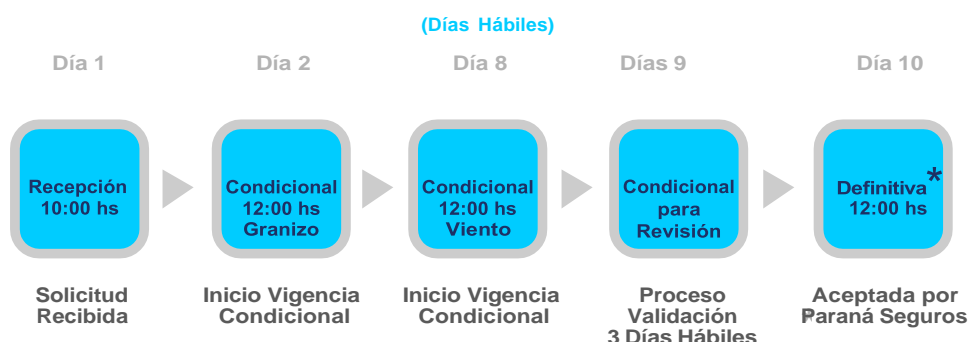 (Días Hábiles)
Día 1
Día 2
Día 8
Días 9
Día 10
Recepción
10:00 hs
Condicional
12:00 hs
Granizo
Condicional
12:00 hs
Viento
Condicional
para
Revisión
Definitiva*
12:00 hs
Solicitud
Recibida
Inicio Vigencia
Condicional
Inicio Vigencia
Condicional
Proceso
Validación
3 Días Hábiles
Aceptada por
Paraná Seguros